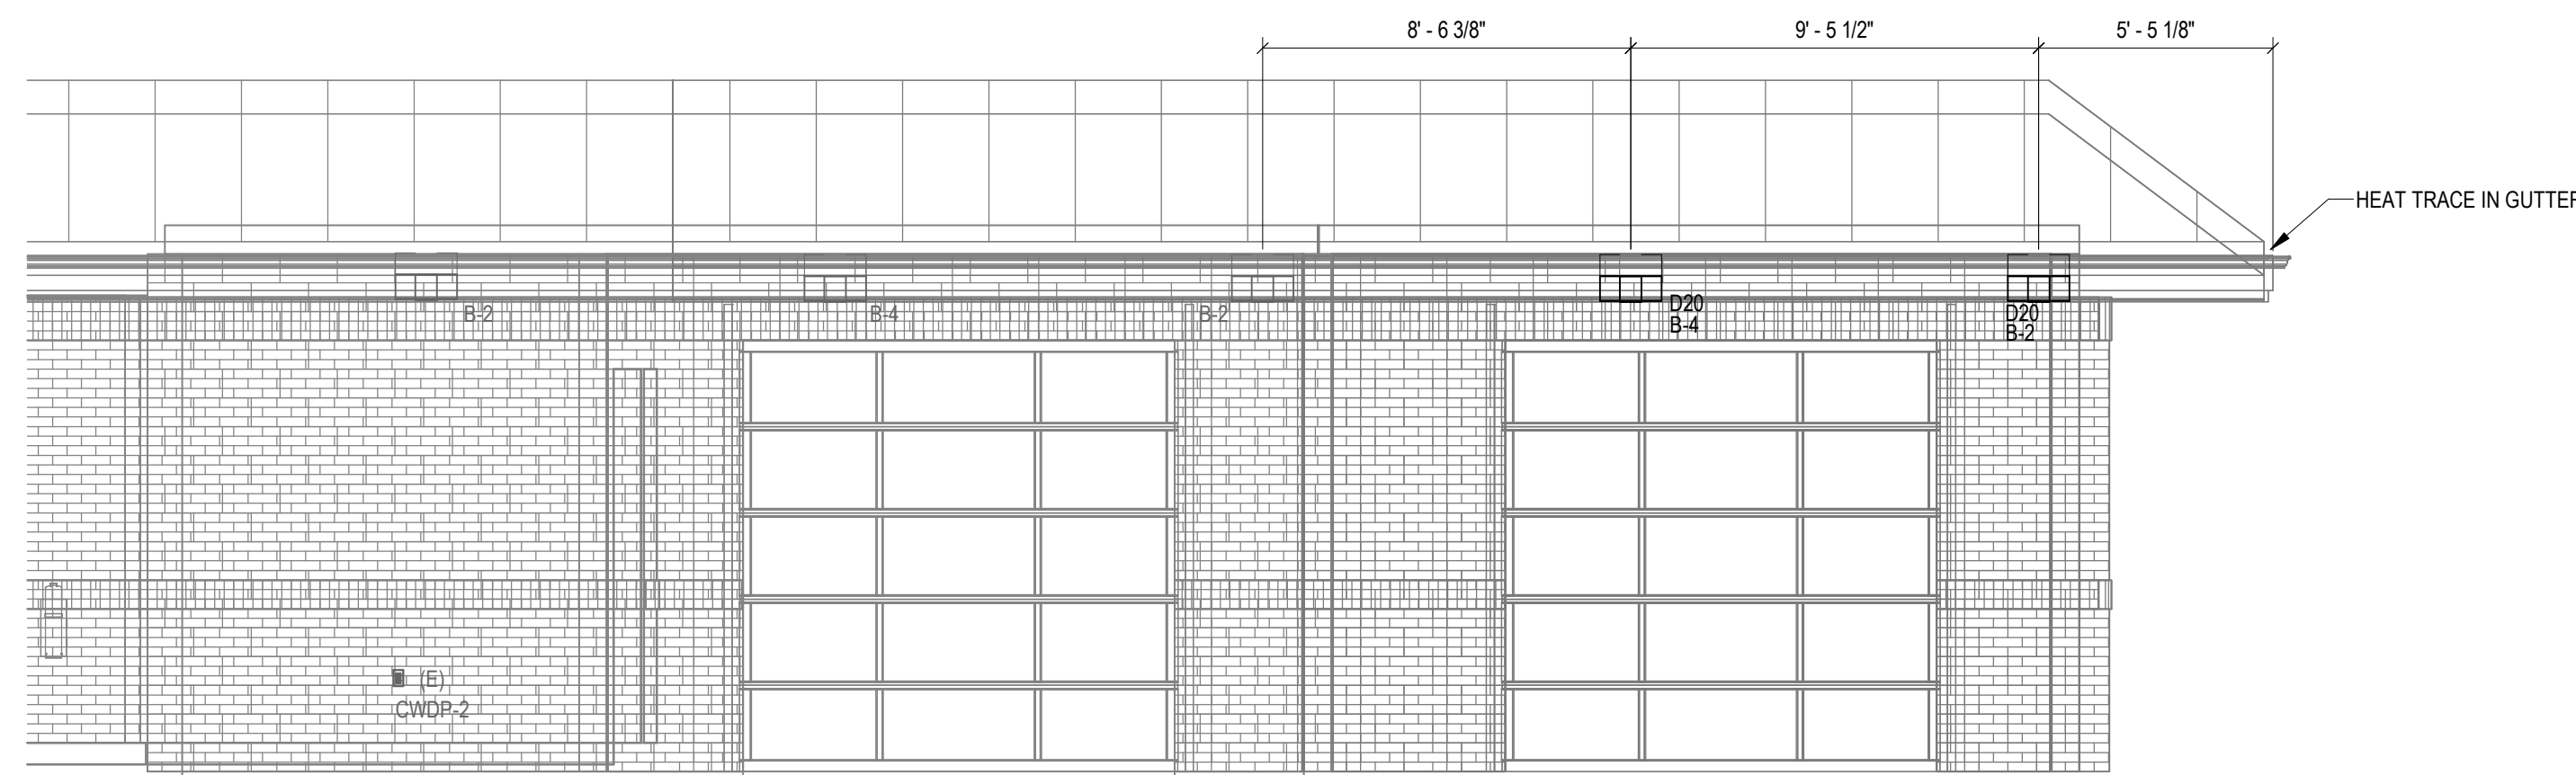 8' - 6 3/8"
9' - 5 1/2"
5' - 5 1/8"
HEAT TRACE IN GUTTER
B-2
B-4
B-2
D20
B-4
D20
B-2
(E)
CWDP-2